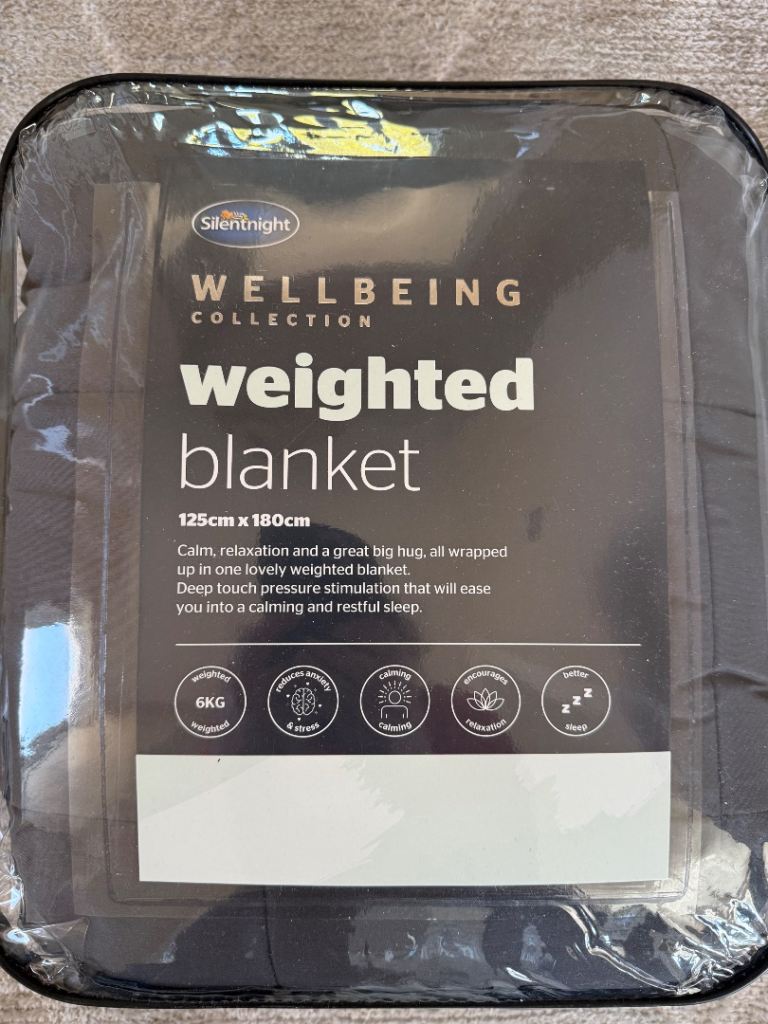 Silentnight
WELLBEING
COLLECTION
weighted
blanket
125cm x 180cm
Calm, relaxation and a great big hug, all wrapped
up in one lovely weighted blanket.
Deep touch pressure stimulation that will ease
you into a calming and restful sleep.
weighted
6KG
weighted
reduces anxiety
& stress
calming
calming
encourages
relaxation
better
z z z
sleep